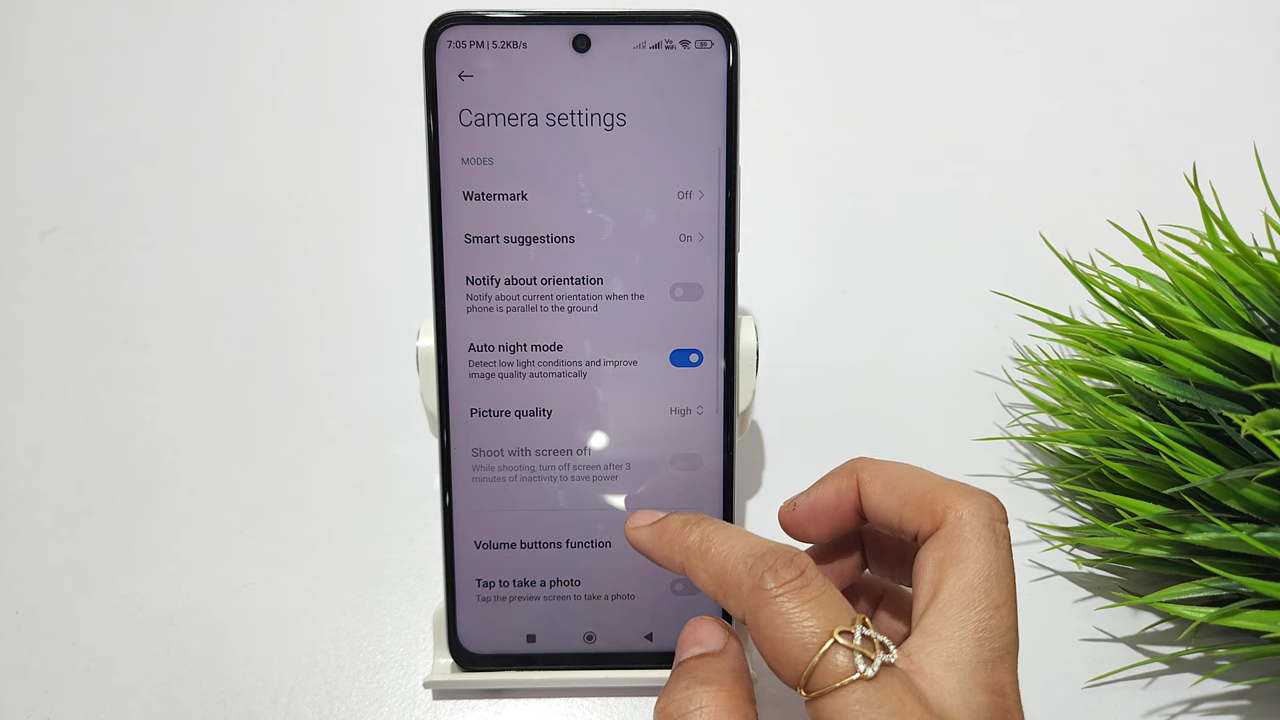 7:05 PM | 5.2KB/s
Vo
WiFi
59
Camera settings
MODES
Watermark
Off
Smart suggestions
On
Notify about orientation
Notify about current orientation when the
phone is parallel to the ground
Auto night mode
Detect low light conditions and improve
image quality automatically
Picture quality
High
Shoot with screen off
While shooting, turn off screen after 3
minutes of inactivity to save power
Volume buttons function
Tap to take a photo
Tap the preview screen to take a photo